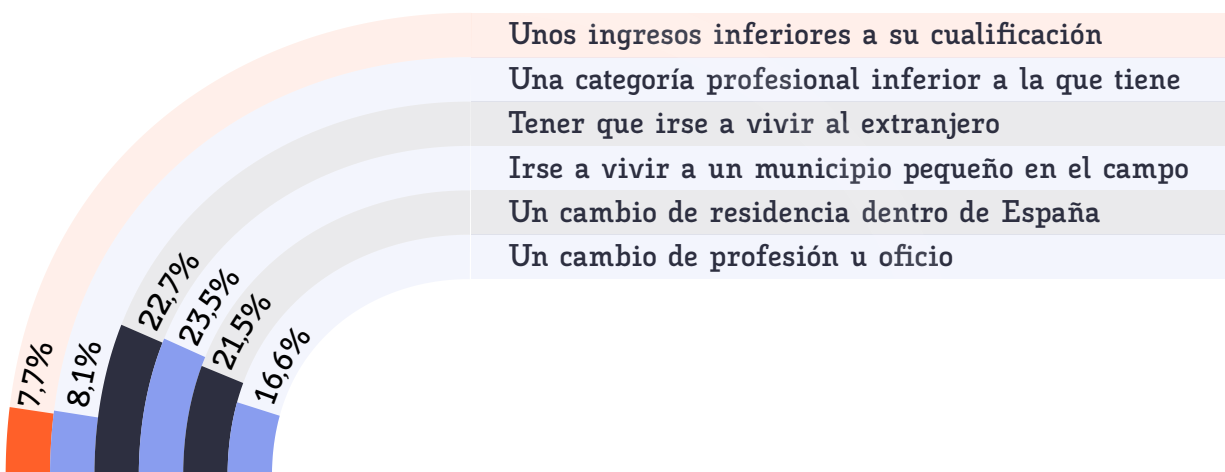 Unos ingresos inferiores a su cualificación
Una categoría profesional inferior a la que tiene
Tener que irse a vivir al extranjero
Irse a vivir a un municipio pequeño en el campo
Un cambio de residencia dentro de España
Un cambio de profesión u oficio
7,7%
8,1%
22,7%
23,5%
21,5%
16,6%